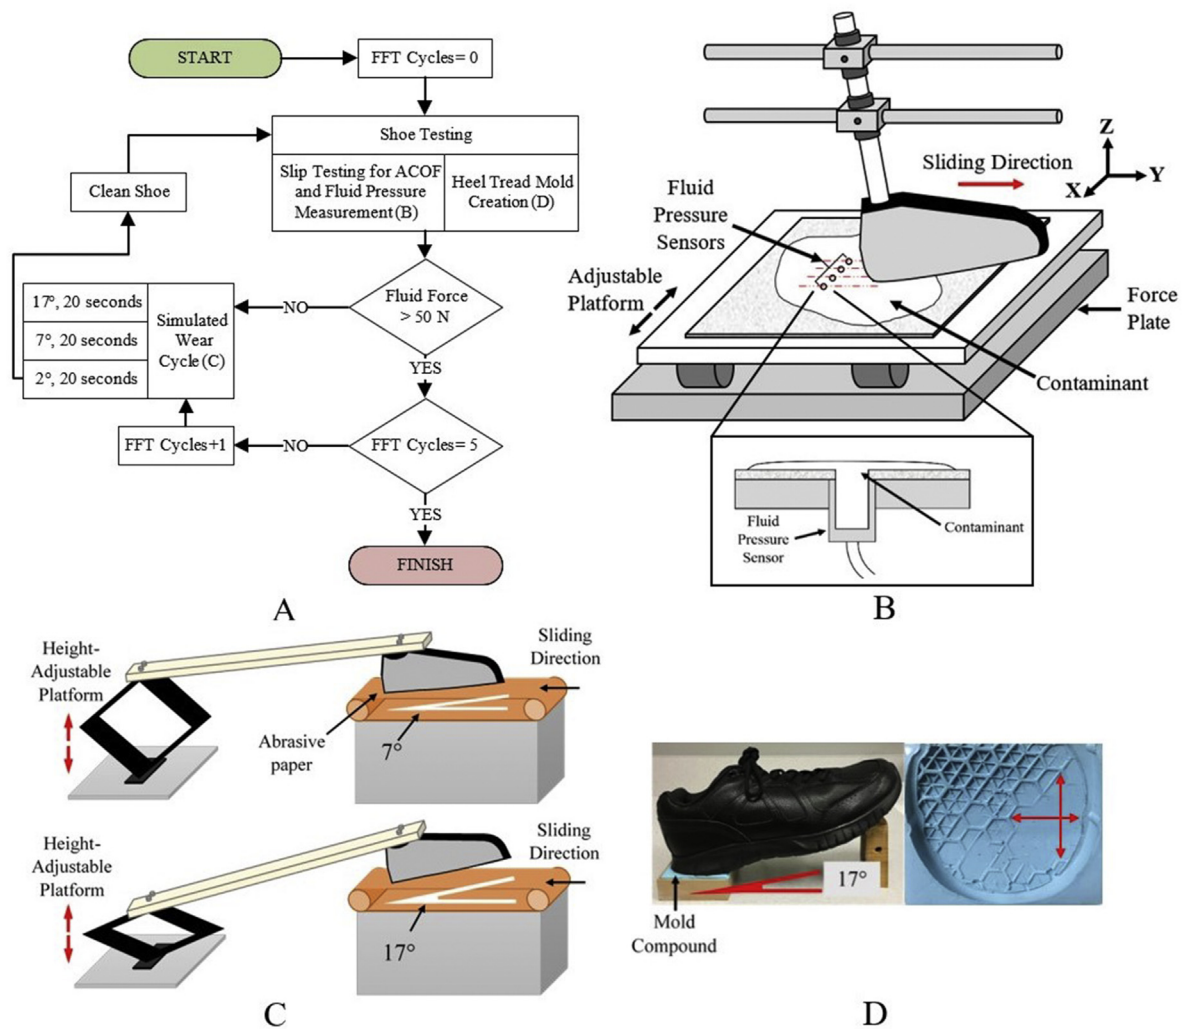 START
FFT Cycles= 0
Shoe Testing
Slip Testing for ACOF
and Fluid Pressure
Measurement (B)
Heel Tread Mold
Creation (D)
Clean Shoe
17°, 20 seconds
7°, 20 seconds
2°, 20 seconds
Simulated
Wear
Cycle (C)
NO
Fluid Force
> 50 N
YES
FFT Cycles+1
NO
FFT Cycles= 5
YES
FINISH
A
Z
Y
X
Sliding Direction
Fluid
Pressure
Sensors
Adjustable
Platform
Force
Plate
Contaminant
Fluid
Pressure
Sensor
Contaminant
B
Height-
Adjustable
Platform
Sliding
Direction
Abrasive
paper
7°
Height-
Adjustable
Platform
Sliding
Direction
17°
C
17°
Mold
Compound
D